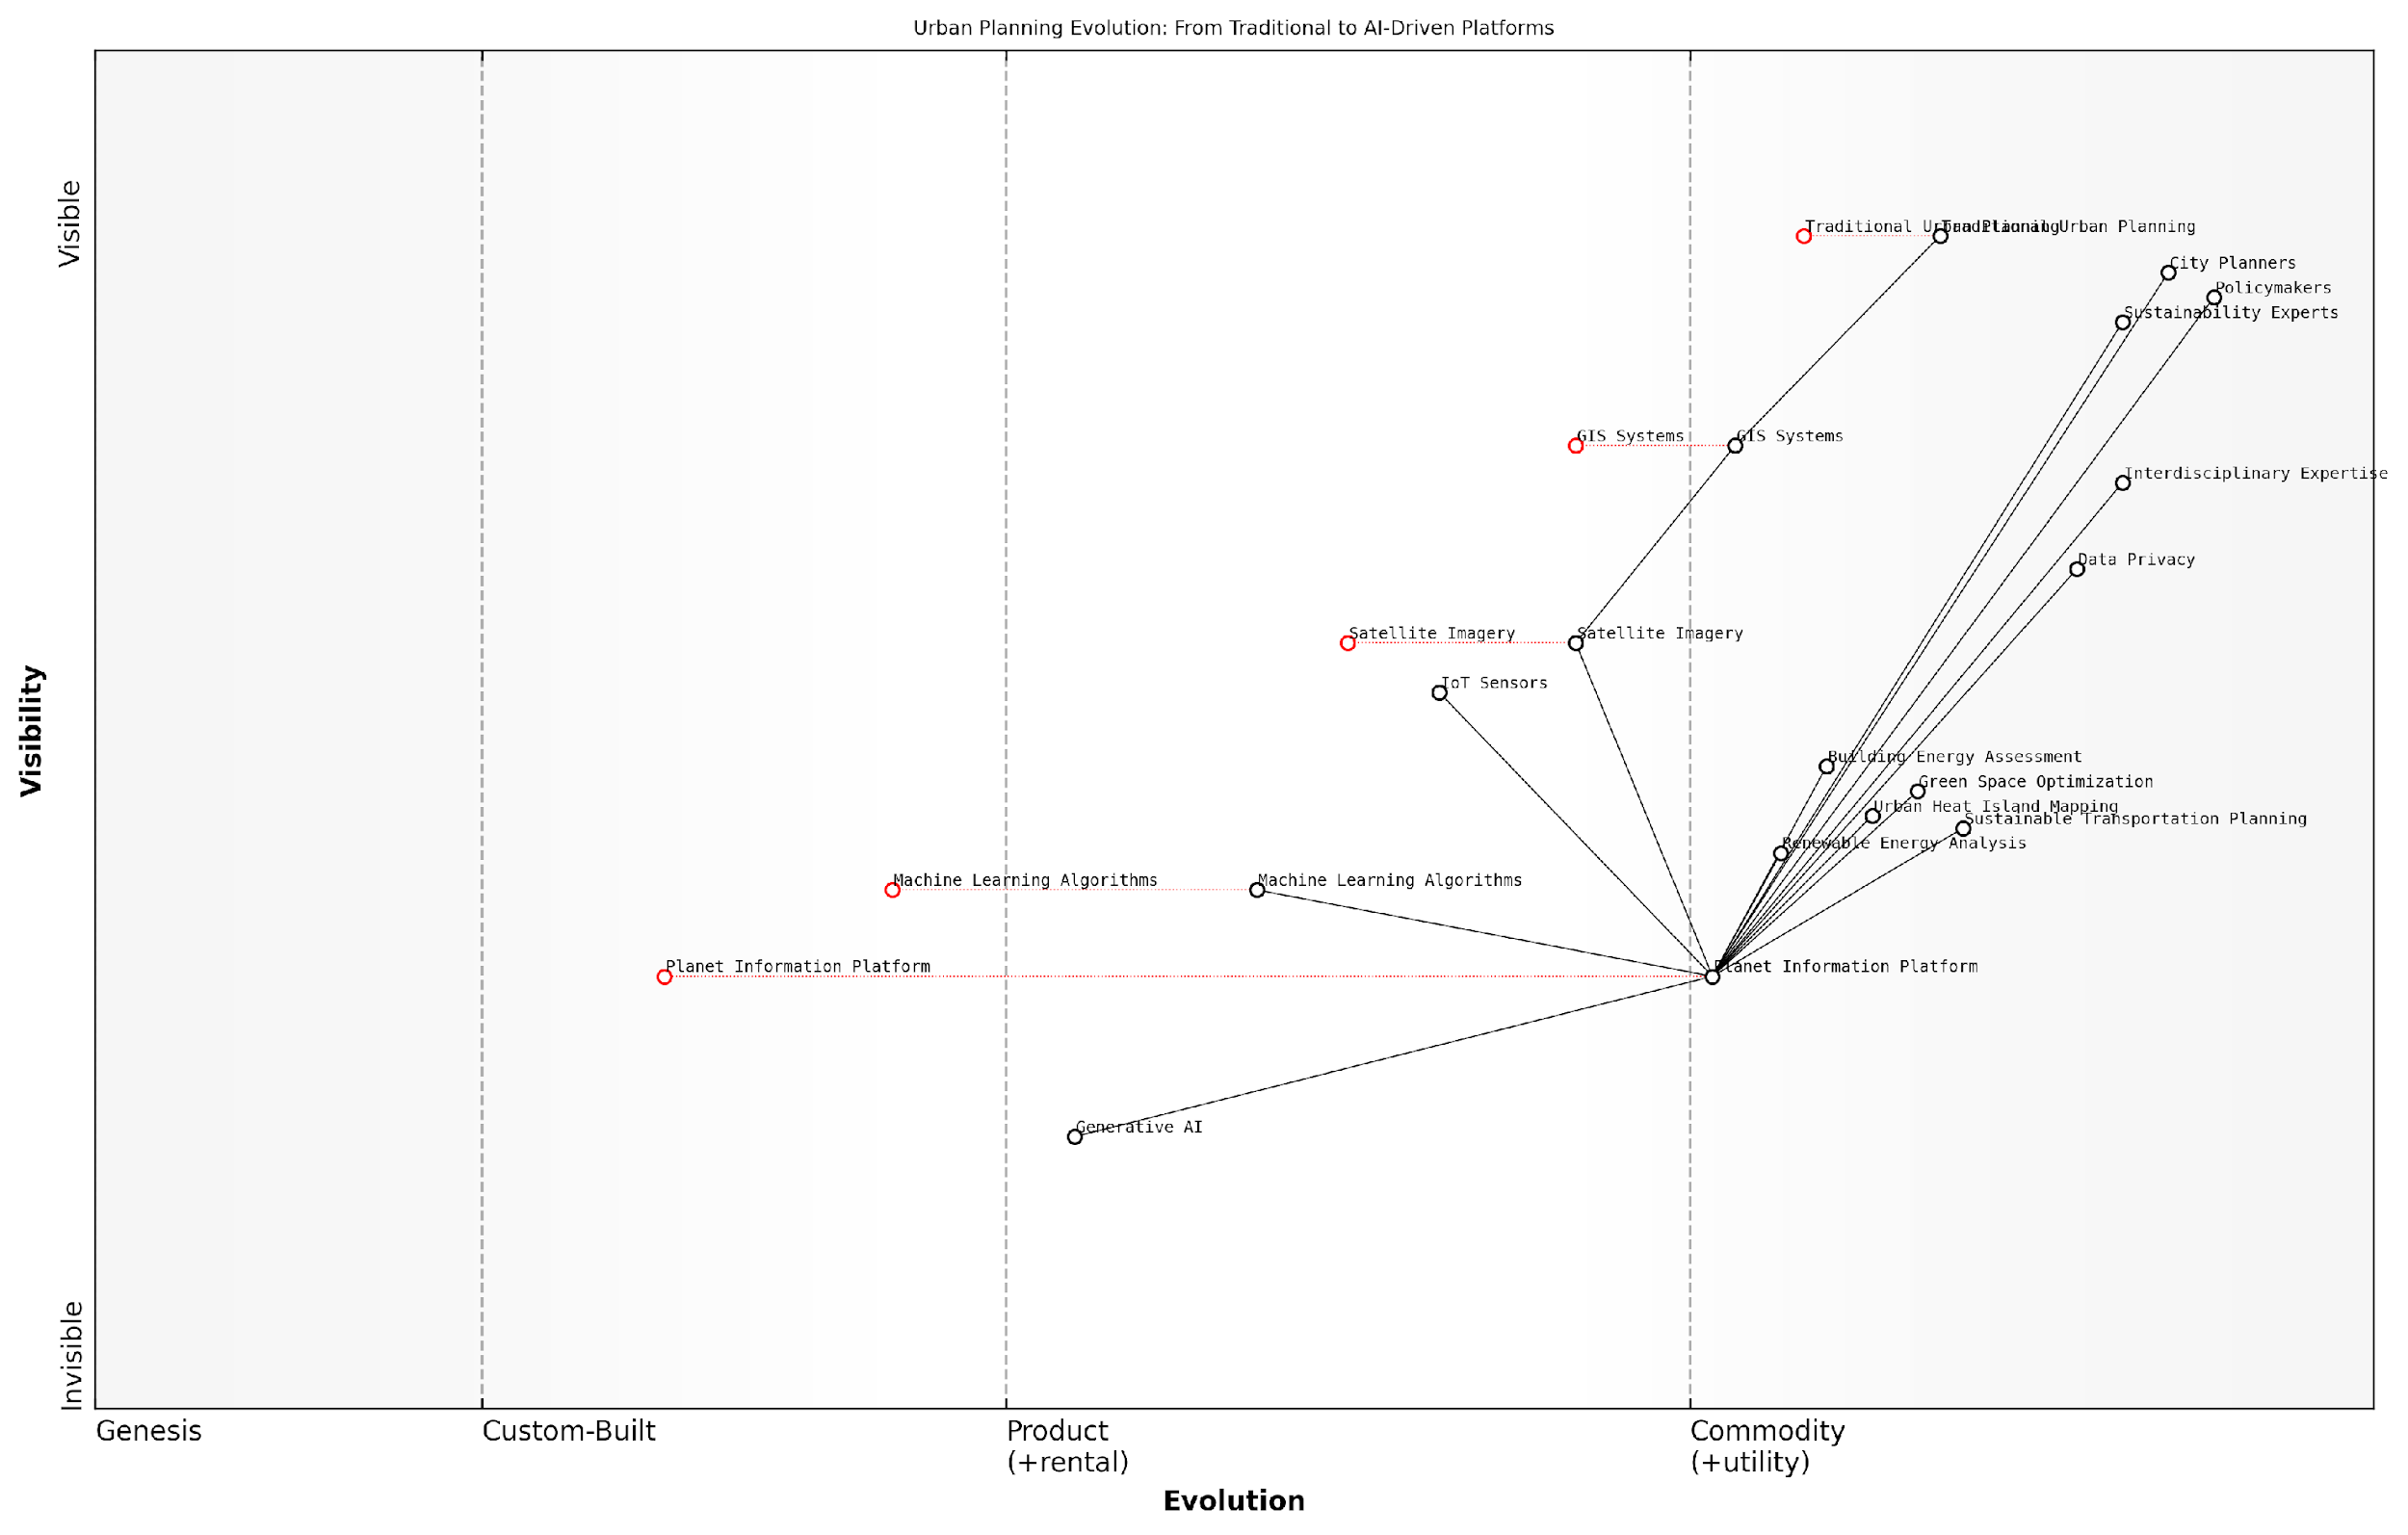 Urban Planning Evolution: From Traditional to AI-Driven Platforms
Visible
Visibility
Invisible
Traditional Urban Planning
Traditional Urban Planning
City Planners
Policymakers
Sustainability Experts
GIS Systems
GIS Systems
Interdisciplinary Expertise
Data Privacy
Satellite Imagery
Satellite Imagery
IoT Sensors
Building Energy Assessment
Green Space Optimization
Urban Heat Island Mapping
Sustainable Transportation Planning
Renewable Energy Analysis
Machine Learning Algorithms
Machine Learning Algorithms
Planet Information Platform
Planet Information Platform
Generative AI
Genesis
Custom-Built
Product
(+rental)
Commodity
(+utility)
Evolution